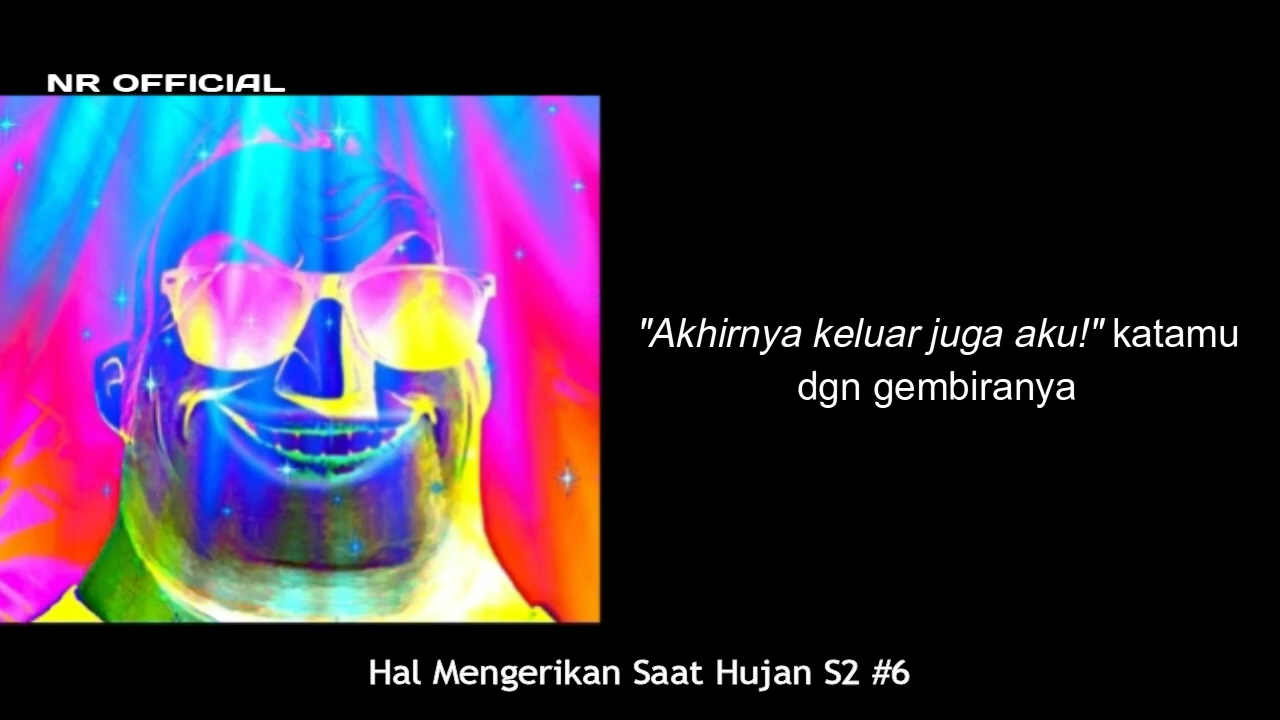 NR OFFICIAL
"Akhirnya keluar juga aku!" katamu
dgn gembiranya
Hal Mengerikan Saat Hujan S2 #6